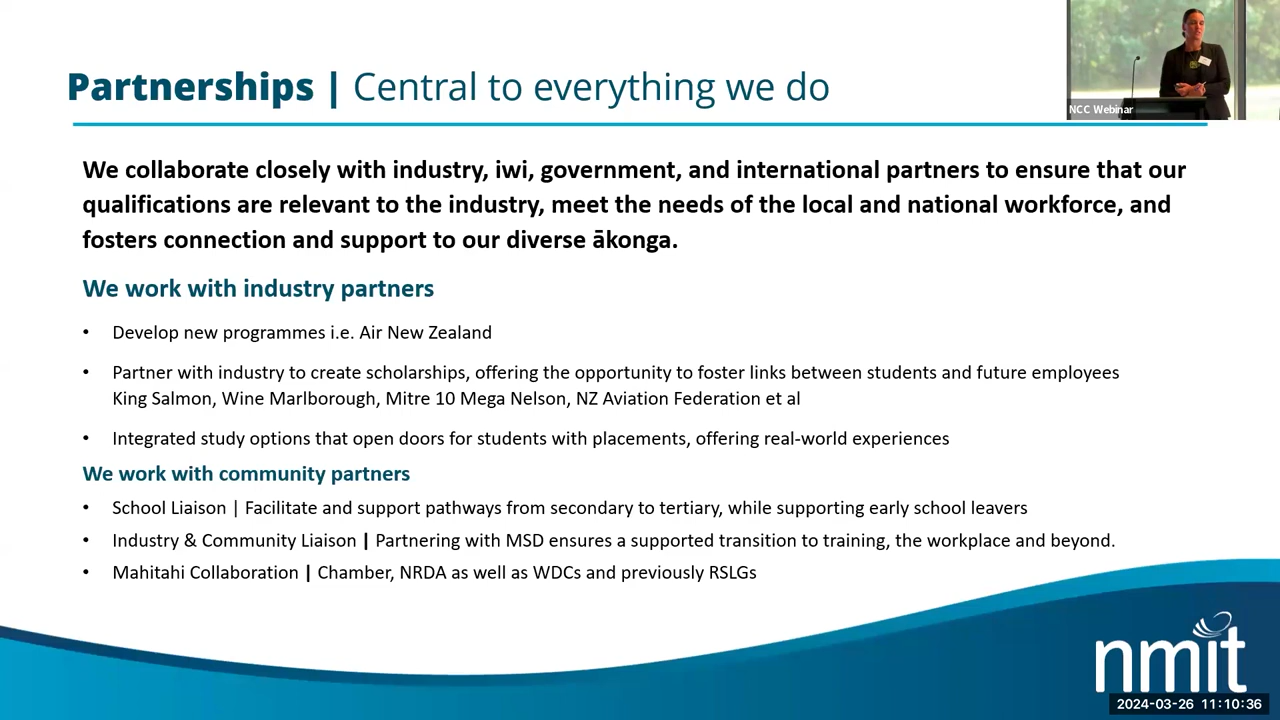 Partnerships | Central to everything we do
NCC Webinar
We collaborate closely with industry, iwi, government, and international partners to ensure that our
qualifications are relevant to the industry, meet the needs of the local and national workforce, and
fosters connection and support to our diverse ākonga.
We work with industry partners
• Develop new programmes i.e. Air New Zealand
• Partner with industry to create scholarships, offering the opportunity to foster links between students and future employees
King Salmon, Wine Marlborough, Mitre 10 Mega Nelson, NZ Aviation Federation et al
• Integrated study options that open doors for students with placements, offering real-world experiences
We work with community partners
• School Liaison | Facilitate and support pathways from secondary to tertiary, while supporting early school leavers
• Industry & Community Liaison | Partnering with MSD ensures a supported transition to training, the workplace and beyond.
• Mahitahi Collaboration | Chamber, NRDA as well as WDCs and previously RSLGs
nmit
2024-03-26 11:10:36